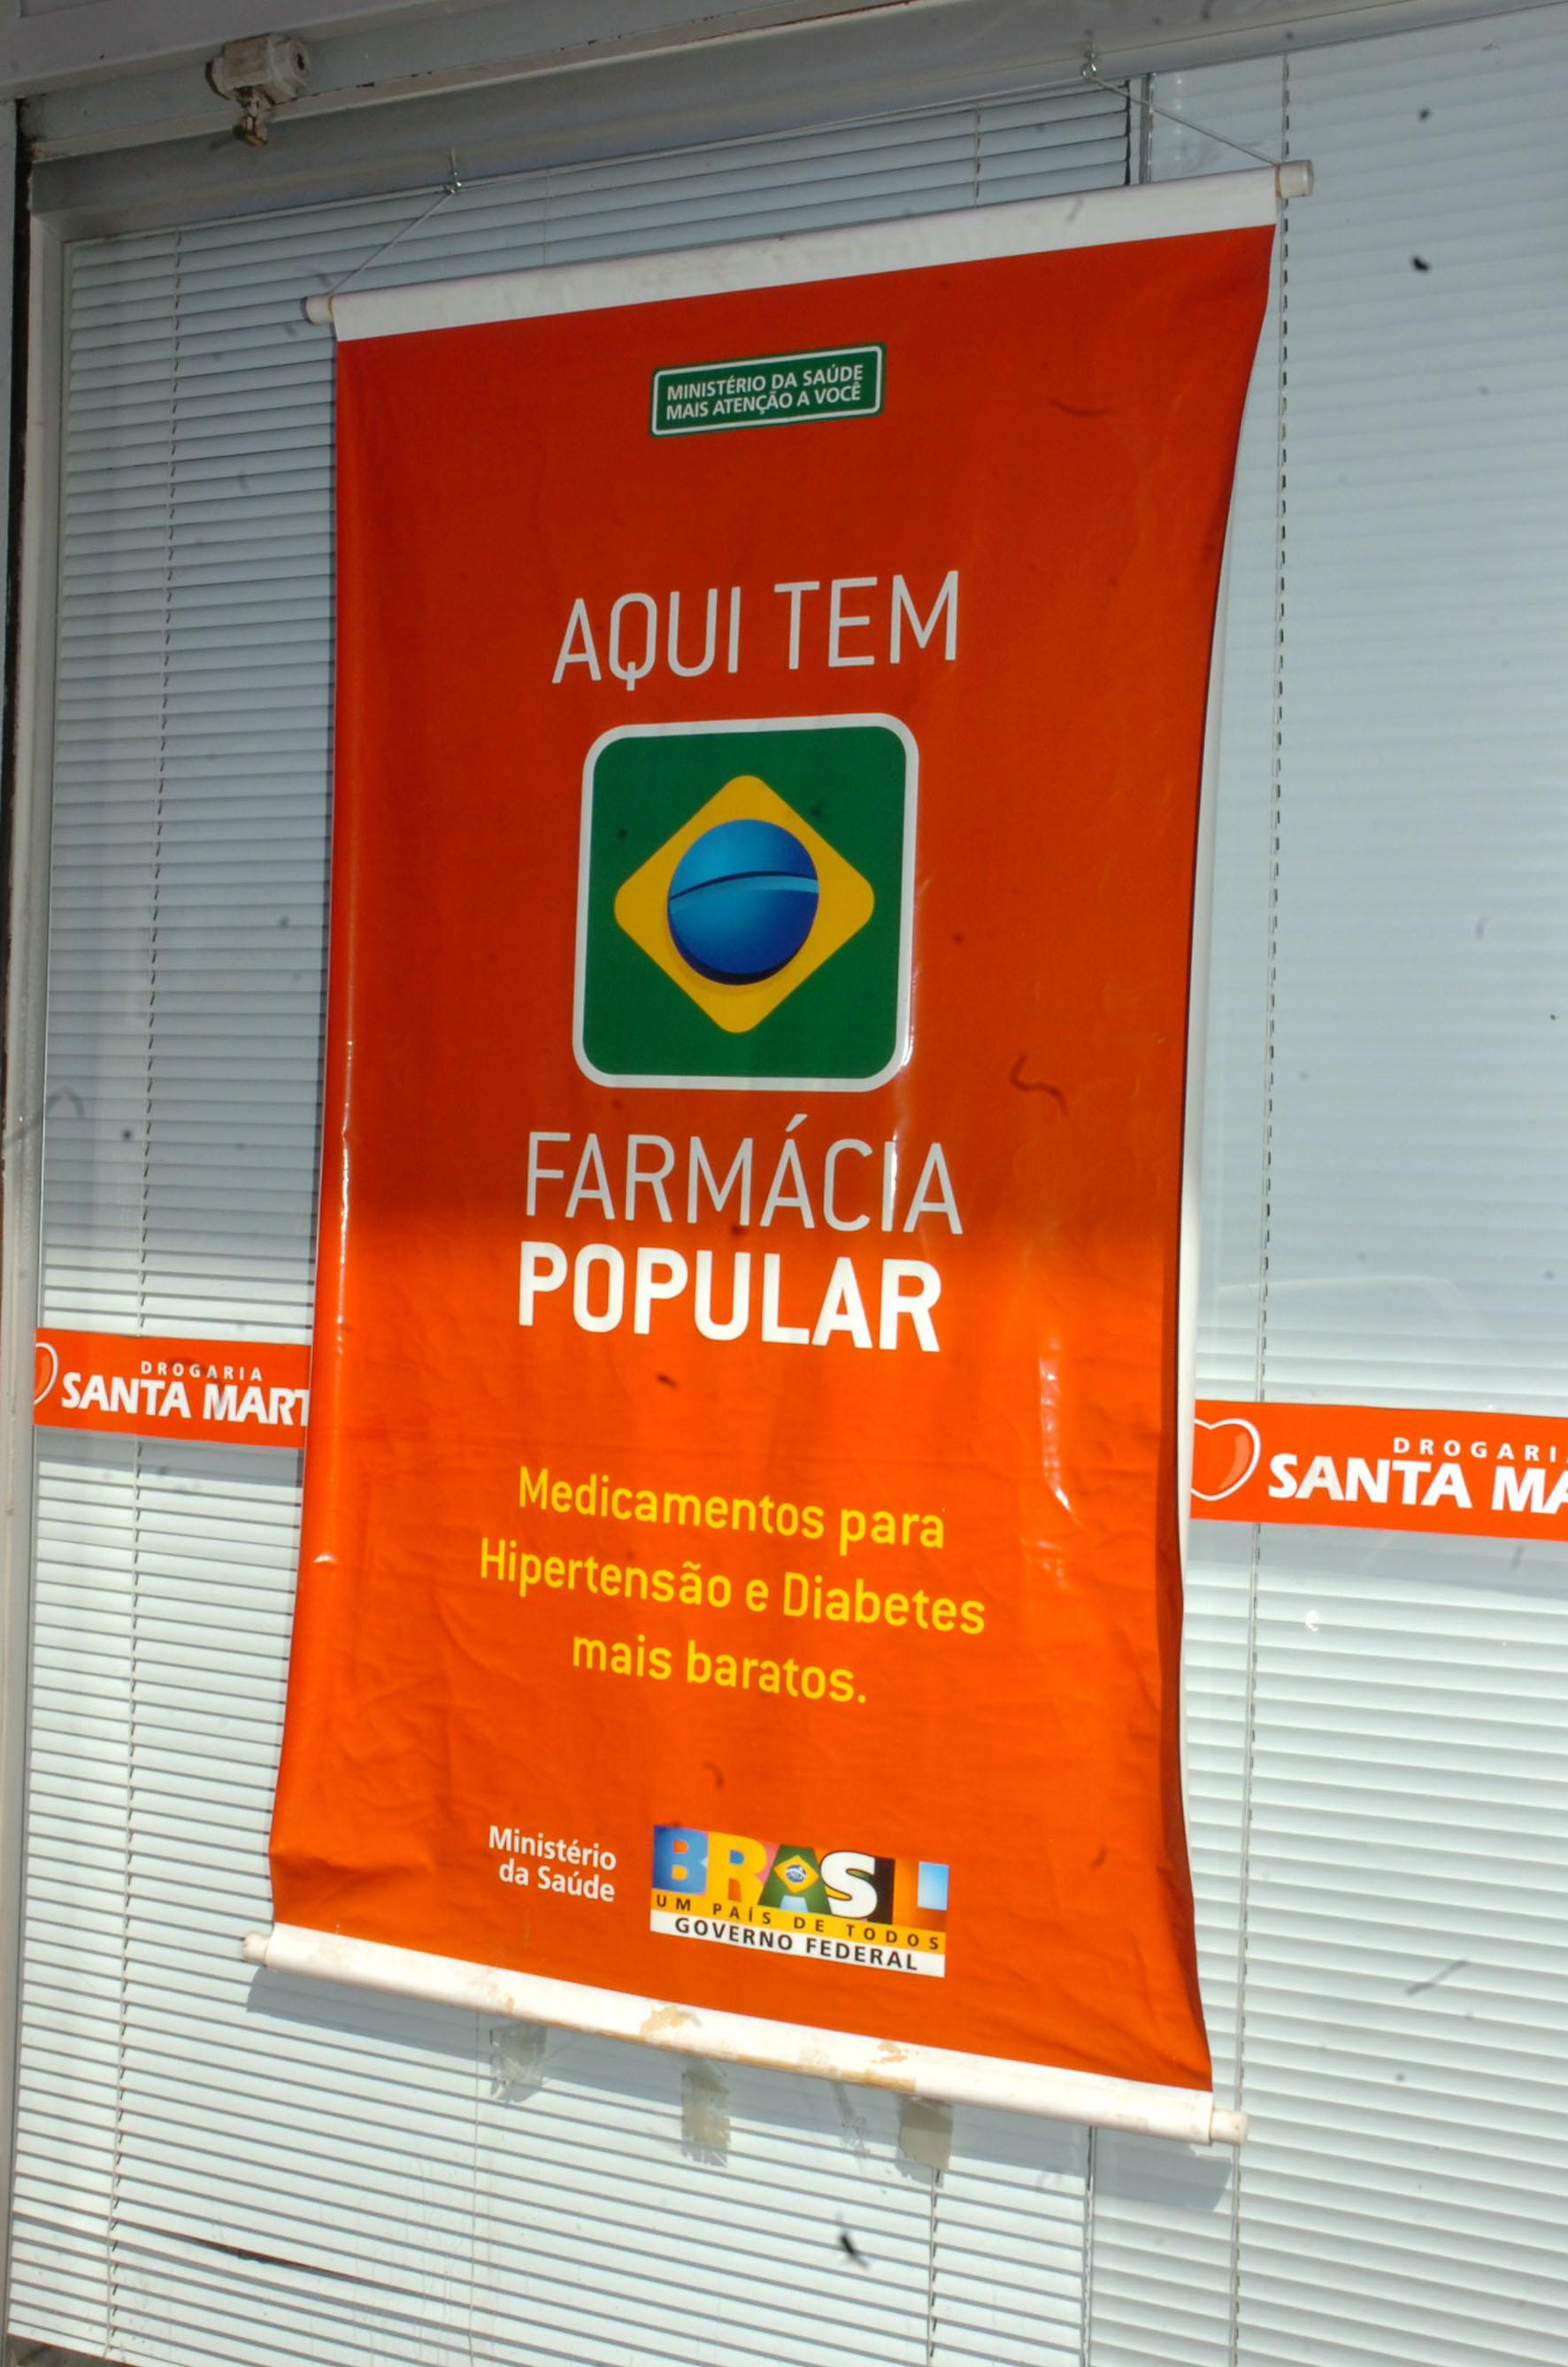 MINISTÉRIO DA SAÚDE
MAIS ATENÇÃO A VOCÊ
AQUI TEM
FARMÁCIA
POPULAR
DROGARIA
SANTA MART
DROGARI
SANTA MA
Medicamentos para
Hipertensão e Diabetes
mais baratos.
Ministério
da Saúde
BRASIL
UM PAÍS DE TODOS
GOVERNO FEDERAL